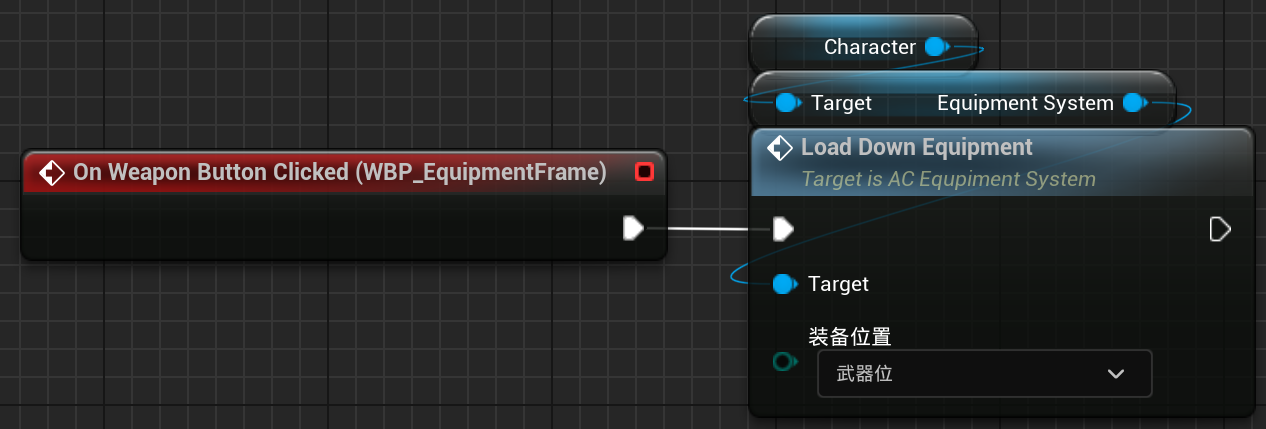 Character
Target
Equipment System
On Weapon Button Clicked (WBP_EquipmentFrame)
Load Down Equipment
Target is AC Equpiment System
Target
装备位置
武器位